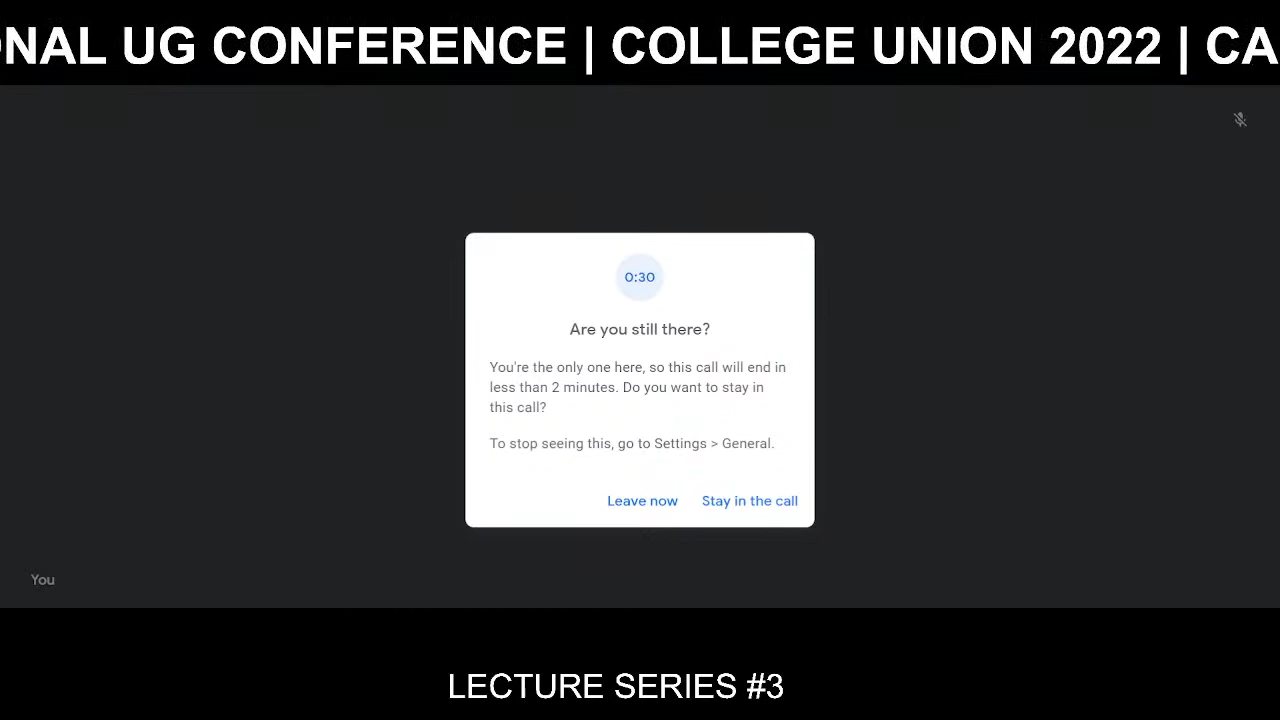 NAL UG CONFERENCE | COLLEGE UNION 2022 | CA
0:30
Are you still there?
You're the only one here, so this call will end in
less than 2 minutes. Do you want to stay in
this call?
To stop seeing this, go to Settings > General.
Leave now Stay in the call
You
LECTURE SERIES #3